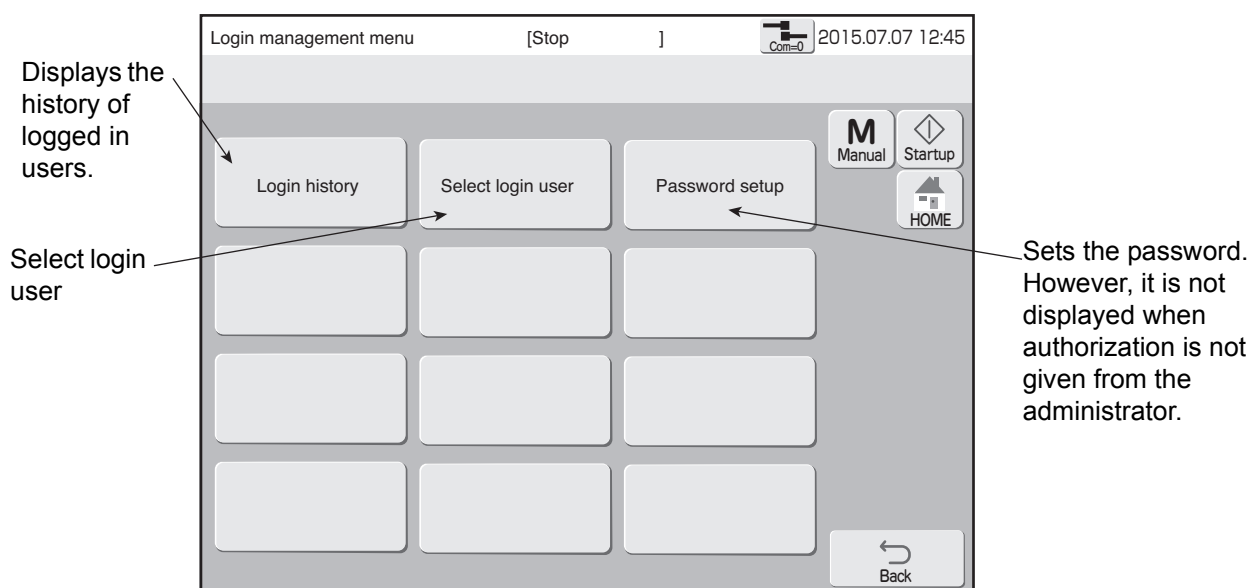 Login management menu [Stop ] Com=0 2015.07.07 12:45
Displays the
history of
logged in
users.
M
Manual
Startup
Login history
Select login user
Password setup
HOME
Select login
user
Sets the password.
However, it is not
displayed when
authorization is not
given from the
administrator.
Back